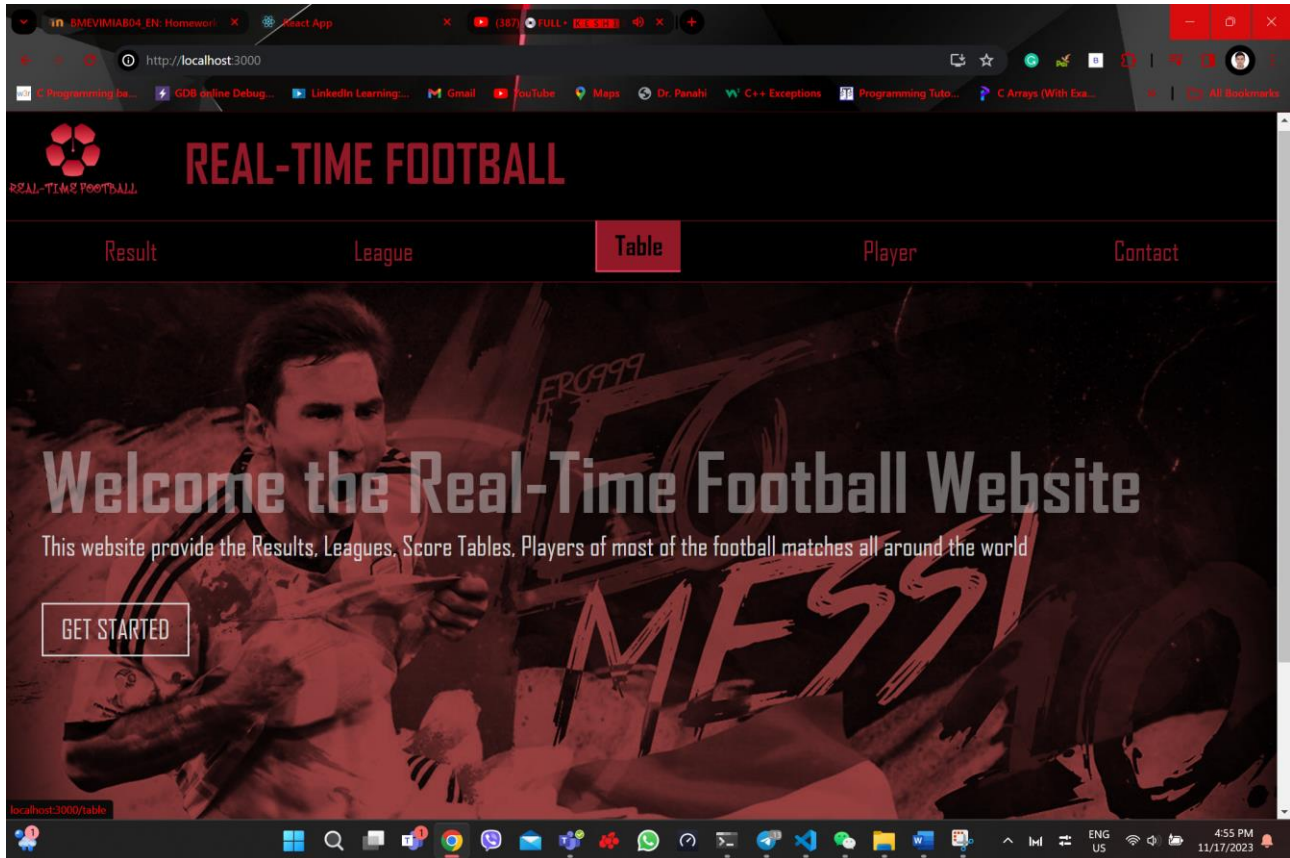 BMEVIMIAB04_EN: Homework
React App
(387) FULL • KESHI
http://localhost:3000
C Programming ba...
GDB online Debug...
LinkedIn Learning:...
Gmail
YouTube
Maps
Dr. Panahi
C++ Exceptions
Programming Tuto...
C Arrays (With Exa...
All Bookmarks
REAL-TIME FOOTBALL
REAL-TIME FOOTBALL
Result
League
Table
Player
Contact
LEO
MESSI
10
Welcome the Real-Time Football Website
This website provide the Results, Leagues, Score Tables, Players of most of the football matches all around the world
GET STARTED
localhost:3000/table
ENG
US
4:55 PM
11/17/2023